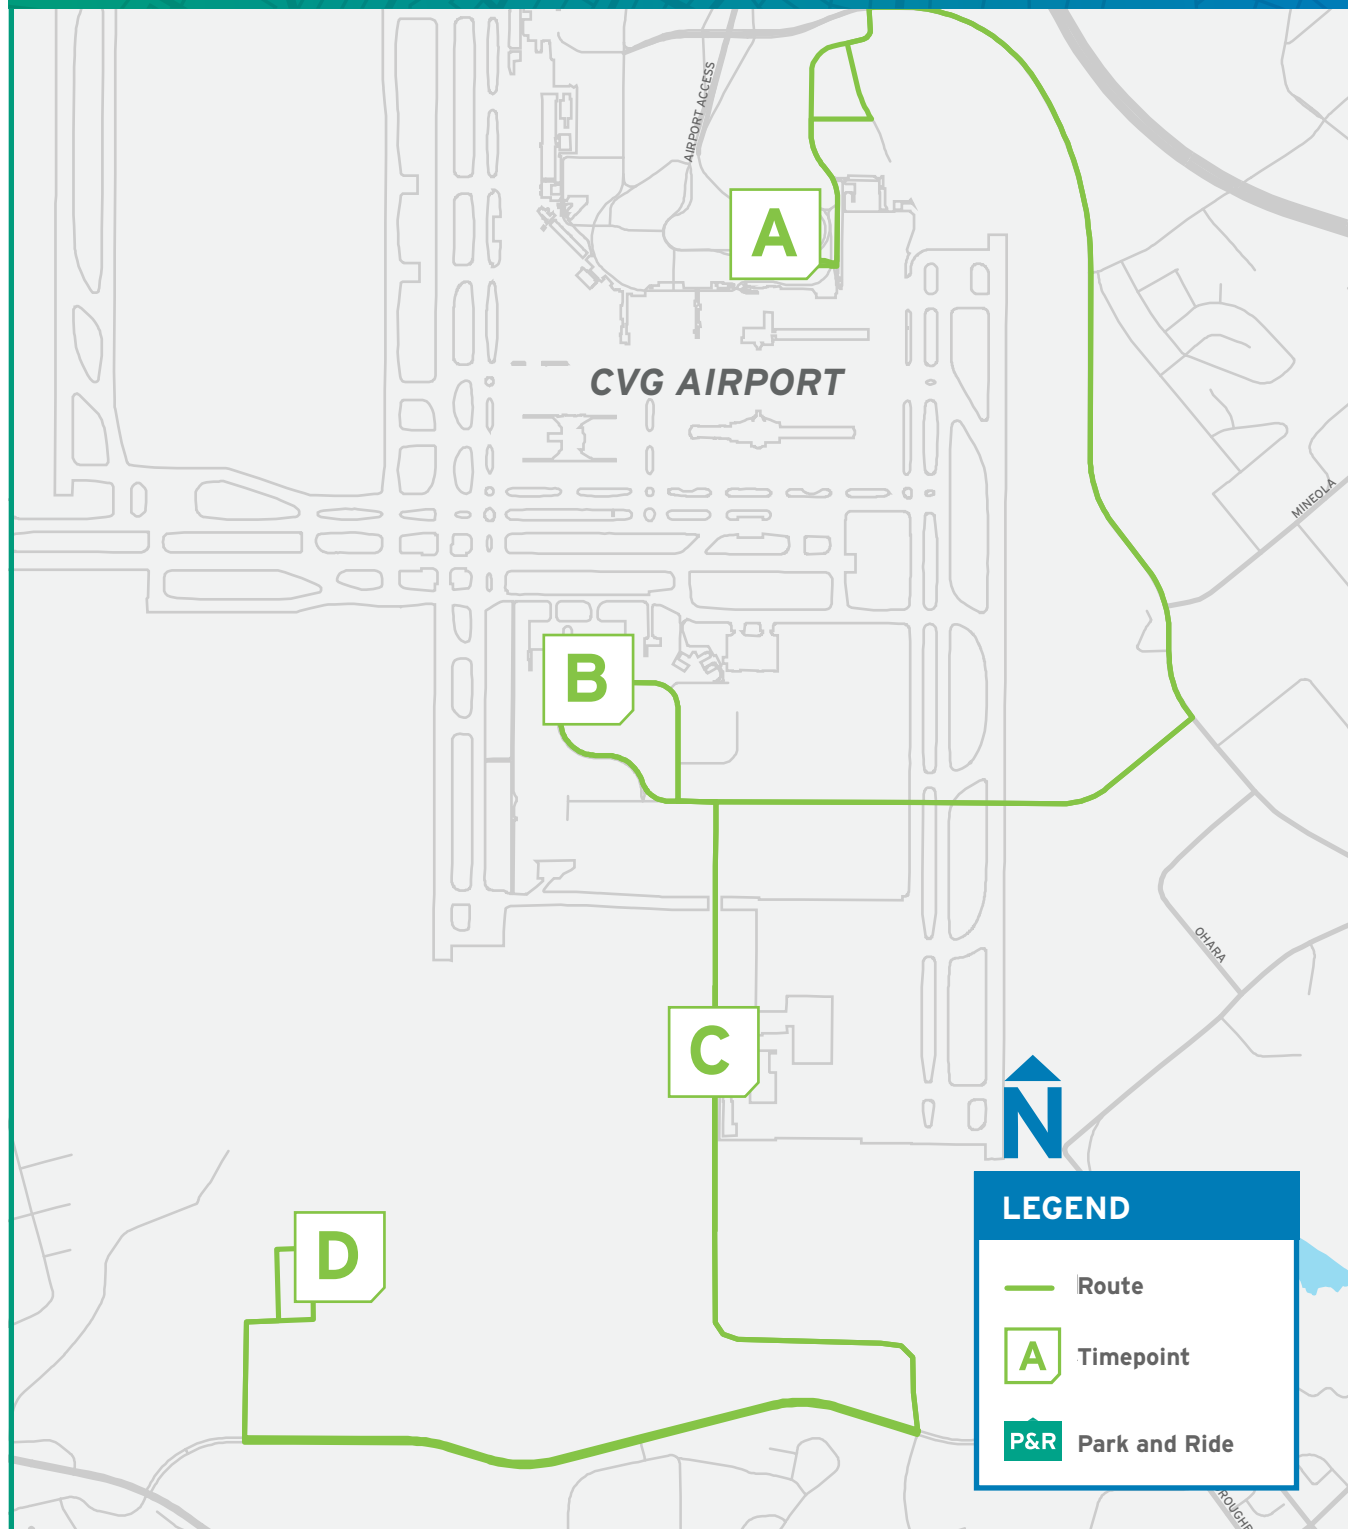 AIRPORT ACCESS
A
CVG AIRPORT
MINEOLA
B
OHARA
C
N
D
LEGEND
Route
A
Timepoint
P&R
Park and Ride